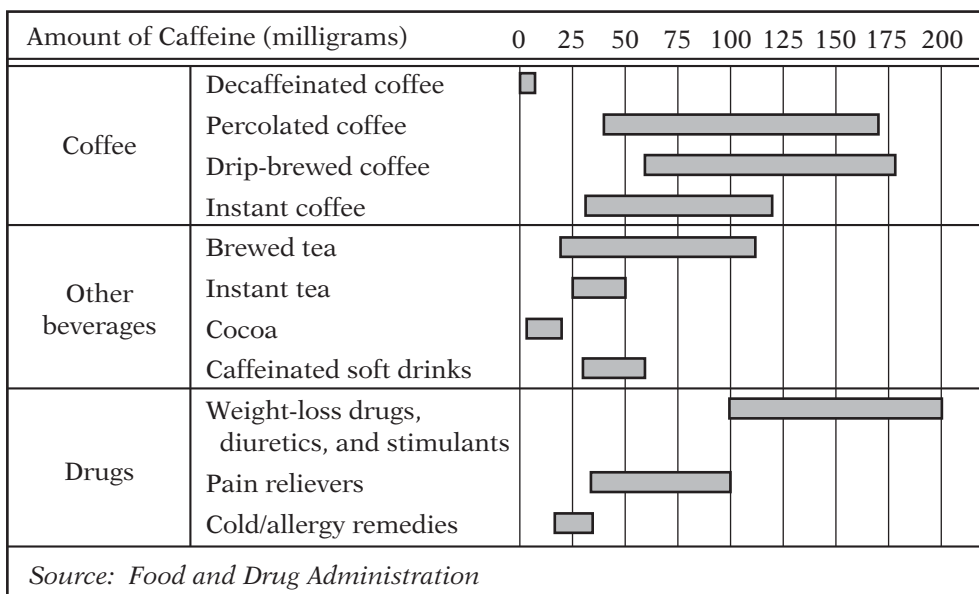 Amount of Caffeine (milligrams) 0 25 50 75 100 125 150 175 200
Coffee
Decaffeinated coffee
Percolated coffee
Drip-brewed coffee
Instant coffee
Other
beverages
Brewed tea
Instant tea
Cocoa
Caffeinated soft drinks
Drugs
Weight-loss drugs,
diuretics, and stimulants
Pain relievers
Cold/allergy remedies
Source: Food and Drug Administration